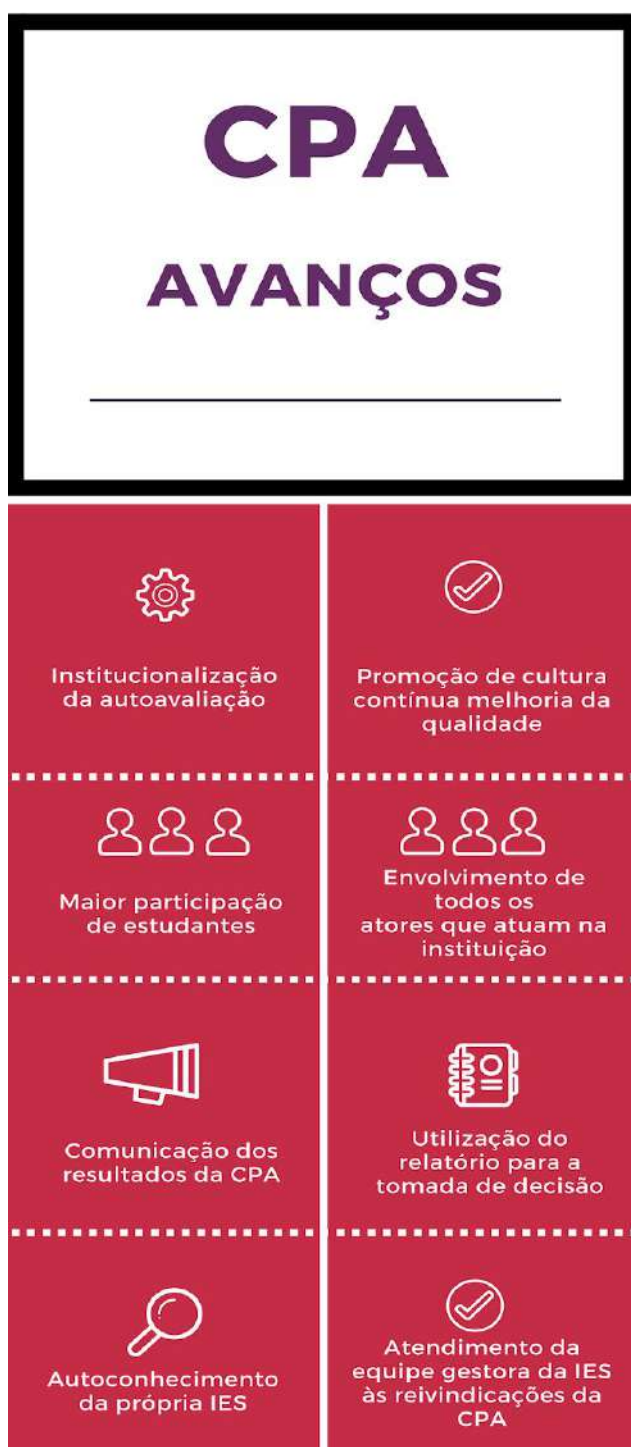 CPA
AVANÇOS
Institucionalização
da autoavaliação
Promoção de cultura
contínua melhoria da
qualidade
Maior participação
de estudantes
Envolvimento de
todos os
atores que atuam na
instituição
Comunicação dos
resultados da CPA
Utilização do
relatório para a
tomada de decisão
Autoconhecimento
da própria IES
Atendimento da
equipe gestora da IES
às reivindicações da
CPA